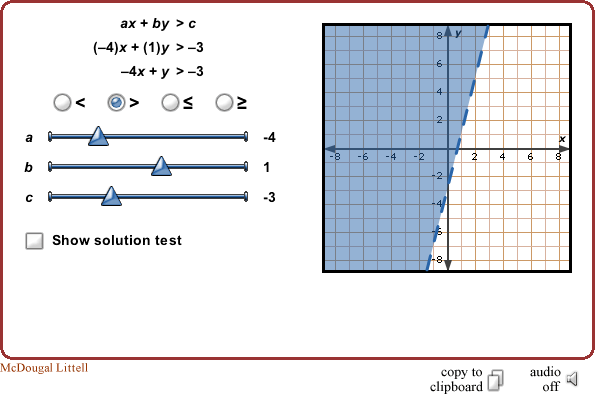 ax + by > c
(–4)x + (1)y > –3
–4x + y > –3
< > ≤ ≥
a -4
b 1
c -3
Show solution test
y
8
6
4
2
x
-8 -6 -4 -2 2 4 6 8
-2
-4
-6
-8
McDougal Littell
copy to clipboard
audio off